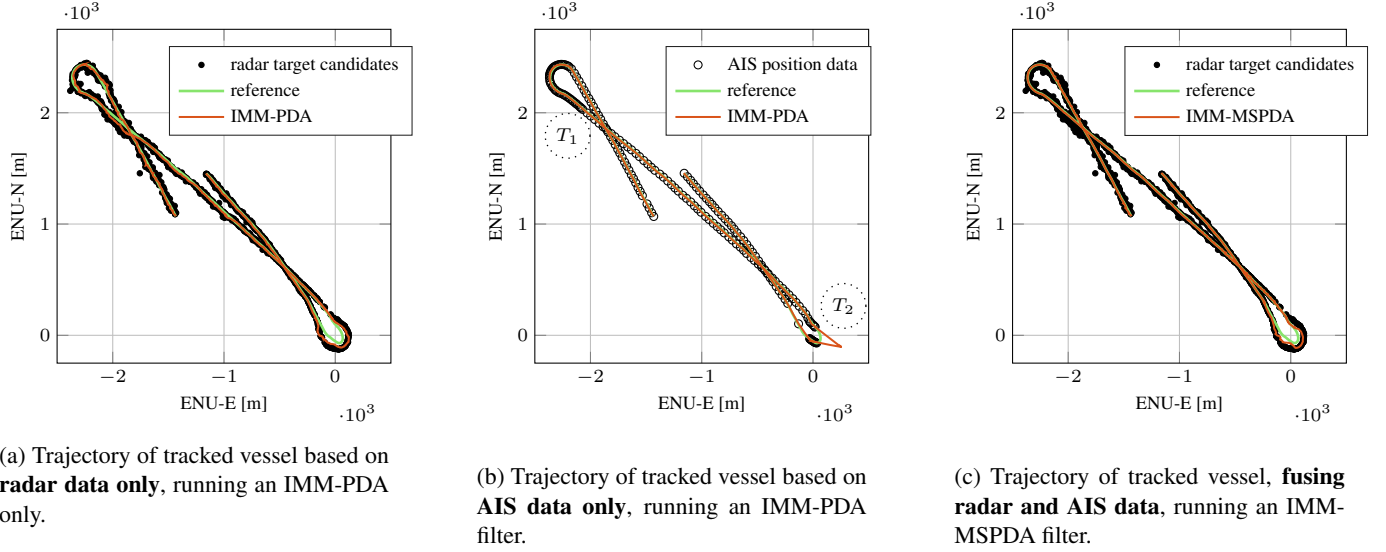 ·10³
radar target candidates
reference
IMM-PDA
2
1
0
ENU-N [m]
−2
−1
0
ENU-E [m]
·10³
(a) Trajectory of tracked vessel based on
radar data only, running an IMM-PDA
only.
·10³
AIS position data
reference
IMM-PDA
T₁
T₂
2
1
0
ENU-N [m]
−2
−1
0
ENU-E [m]
·10³
(b) Trajectory of tracked vessel based on
AIS data only, running an IMM-PDA
filter.
·10³
radar target candidates
reference
IMM-MSPDA
2
1
0
ENU-N [m]
−2
−1
0
ENU-E [m]
·10³
(c) Trajectory of tracked vessel, fusing
radar and AIS data, running an IMM-
MSPDA filter.